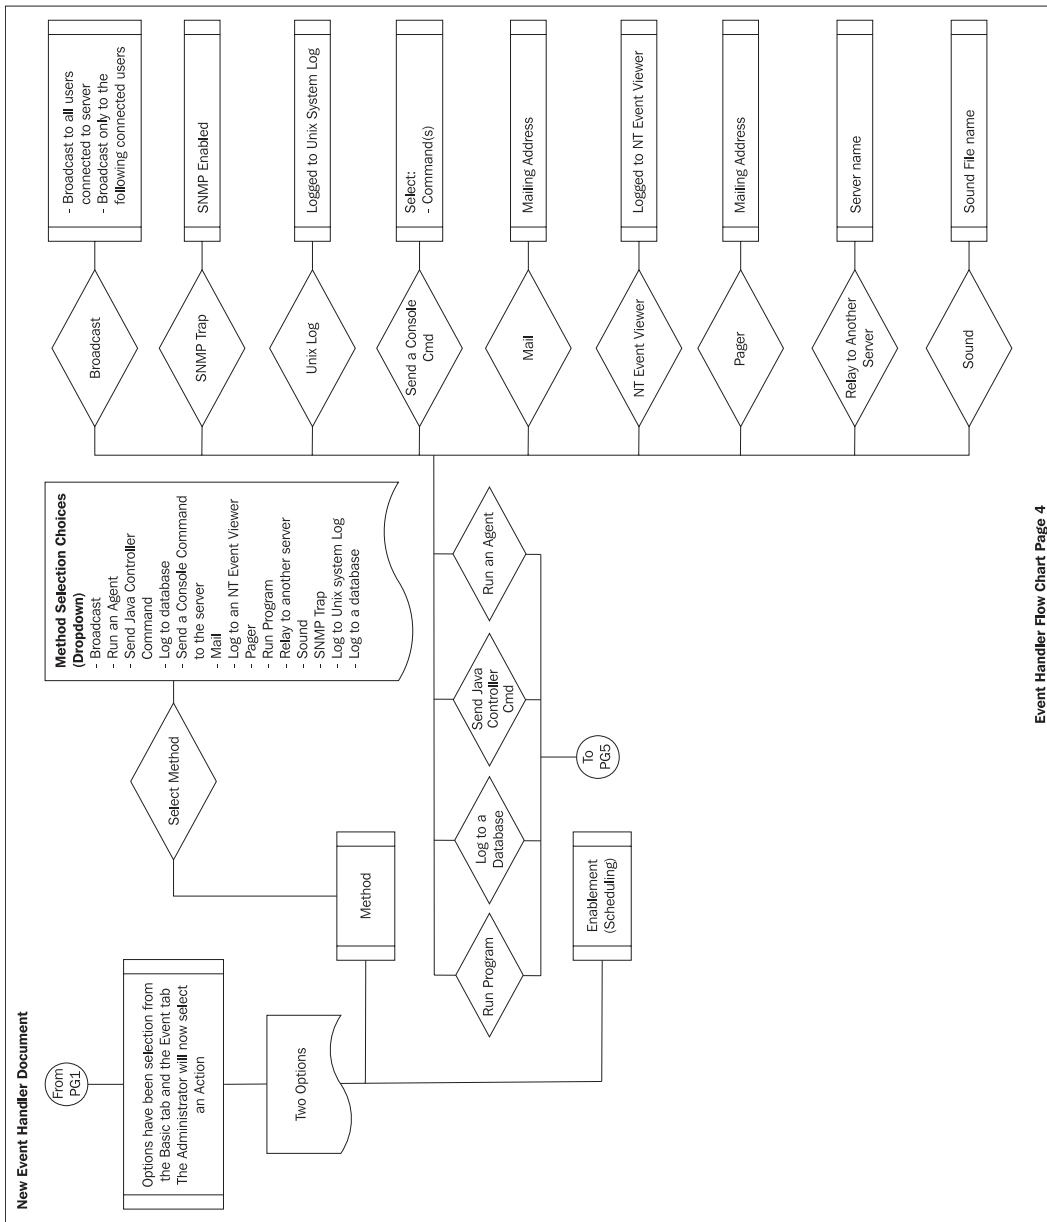 New Event Handler Document
From
PG1
Options have been selection from
the Basic tab and the Event tab
The Administrator will now select
an Action
Two Options
Method
Enablement
(Scheduling)
Select Method
Method Selection Choices
(Dropdown)
- Broadcast
- Run an Agent
- Send Java Controller
Command
- Log to database
- Send a Console Command
to the server
- Mail
- Log to an NT Event Viewer
- Pager
- Run Program
- Relay to another server
- Sound
- SNMP Trap
- Log to Unix system Log
- Log to a database
Run Program
Log to a
Database
Send Java
Controller
Cmd
Run an Agent
To
PG5
Broadcast
- Broadcast to all users
connected to server
- Broadcast only to the
following connected users
SNMP Trap
SNMP Enabled
Unix Log
Logged to Unix System Log
Send a Console
Cmd
Select:
- Command(s)
Mail
Mailing Address
NT Event Viewer
Logged to NT Event Viewer
Pager
Mailing Address
Relay to Another
Server
Server name
Sound
Sound File name
Event Handler Flow Chart Page 4